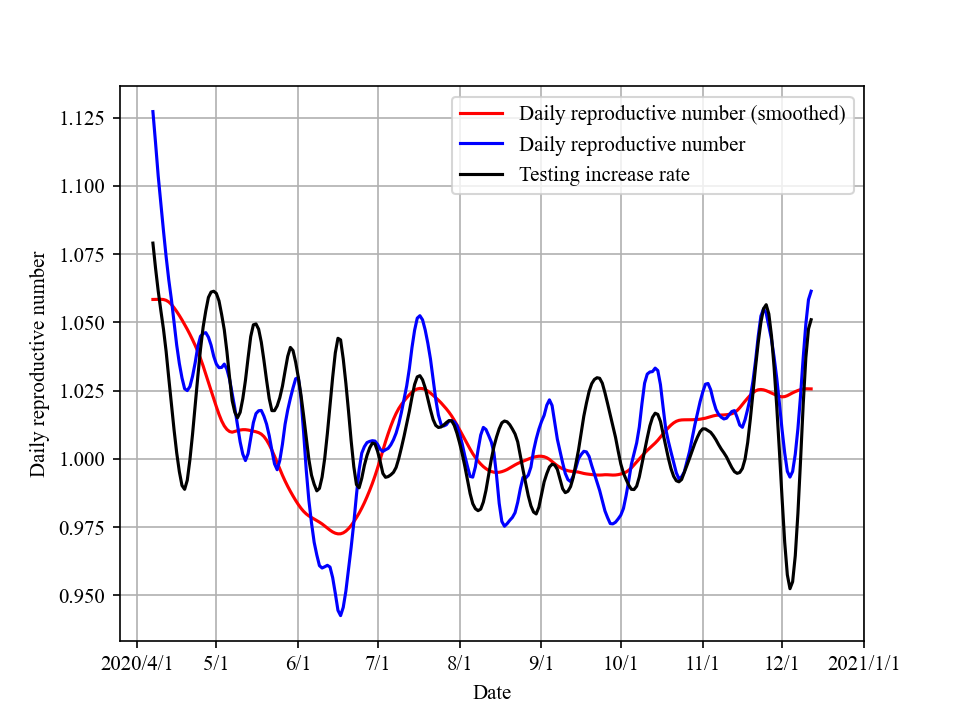 Daily reproductive number (smoothed)
Daily reproductive number
Testing increase rate
Daily reproductive number
1.125
1.100
1.075
1.050
1.025
1.000
0.975
0.950
2020/4/1 5/1 6/1 7/1 8/1 9/1 10/1 11/1 12/1 2021/1/1
Date